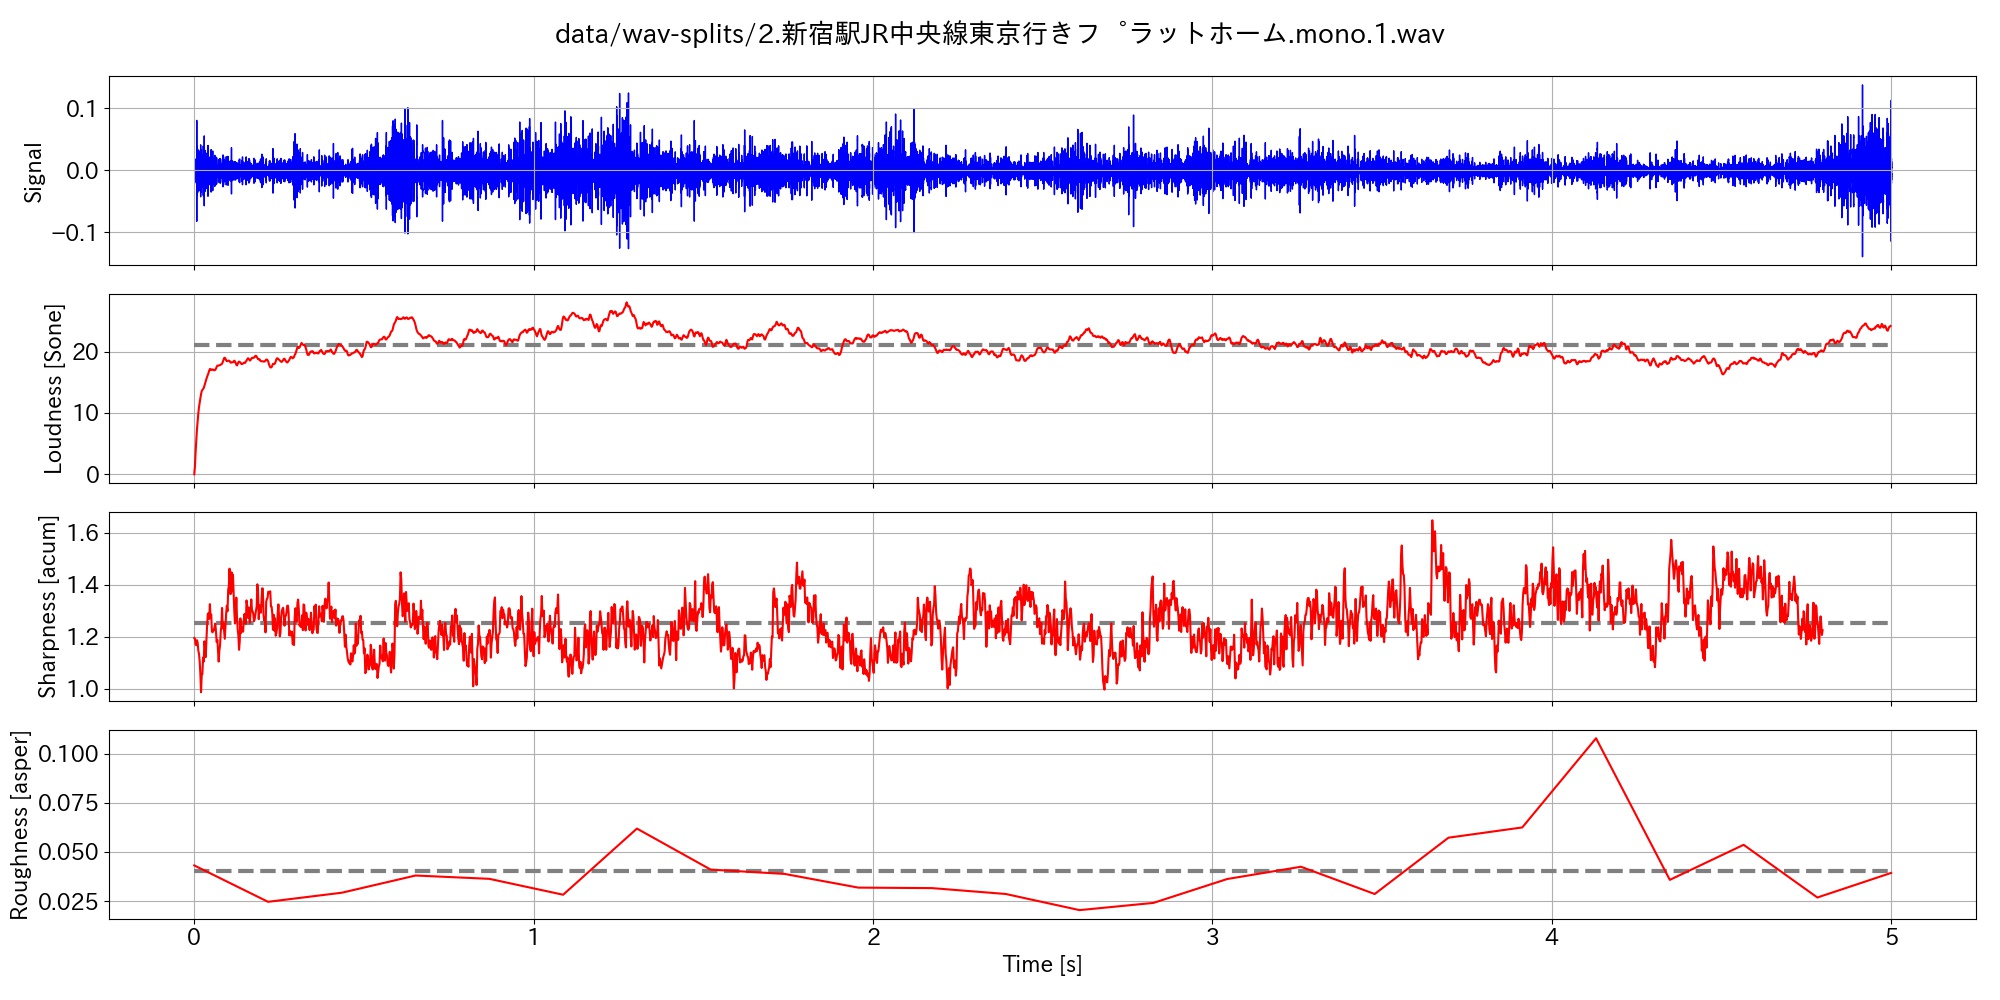 data/wav-splits/2.新宿駅JR中央線東京行きプラットホーム.mono.1.wav
0.1
0.0
−0.1
Signal
20
10
0
Loudness [Sone]
1.6
1.4
1.2
1.0
Sharpness [acum]
0.100
0.075
0.050
0.025
Roughness [asper]
0 1 2 3 4 5
Time [s]